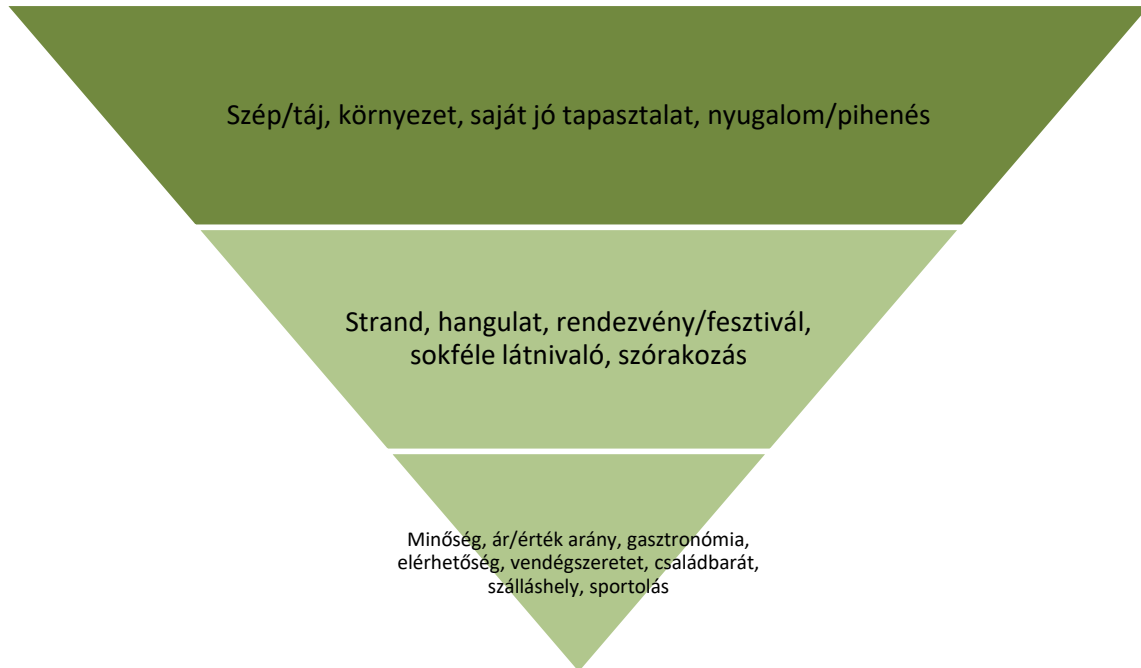 Szép/táj, környezet, saját jó tapasztalat, nyugalom/pihenés
Strand, hangulat, rendezvény/fesztivál,
sokféle látnivaló, szórakozás
Minőség, ár/érték arány, gasztronómia,
elérhetőség, vendégszeretet, családbarát,
szálláshely, sportolás